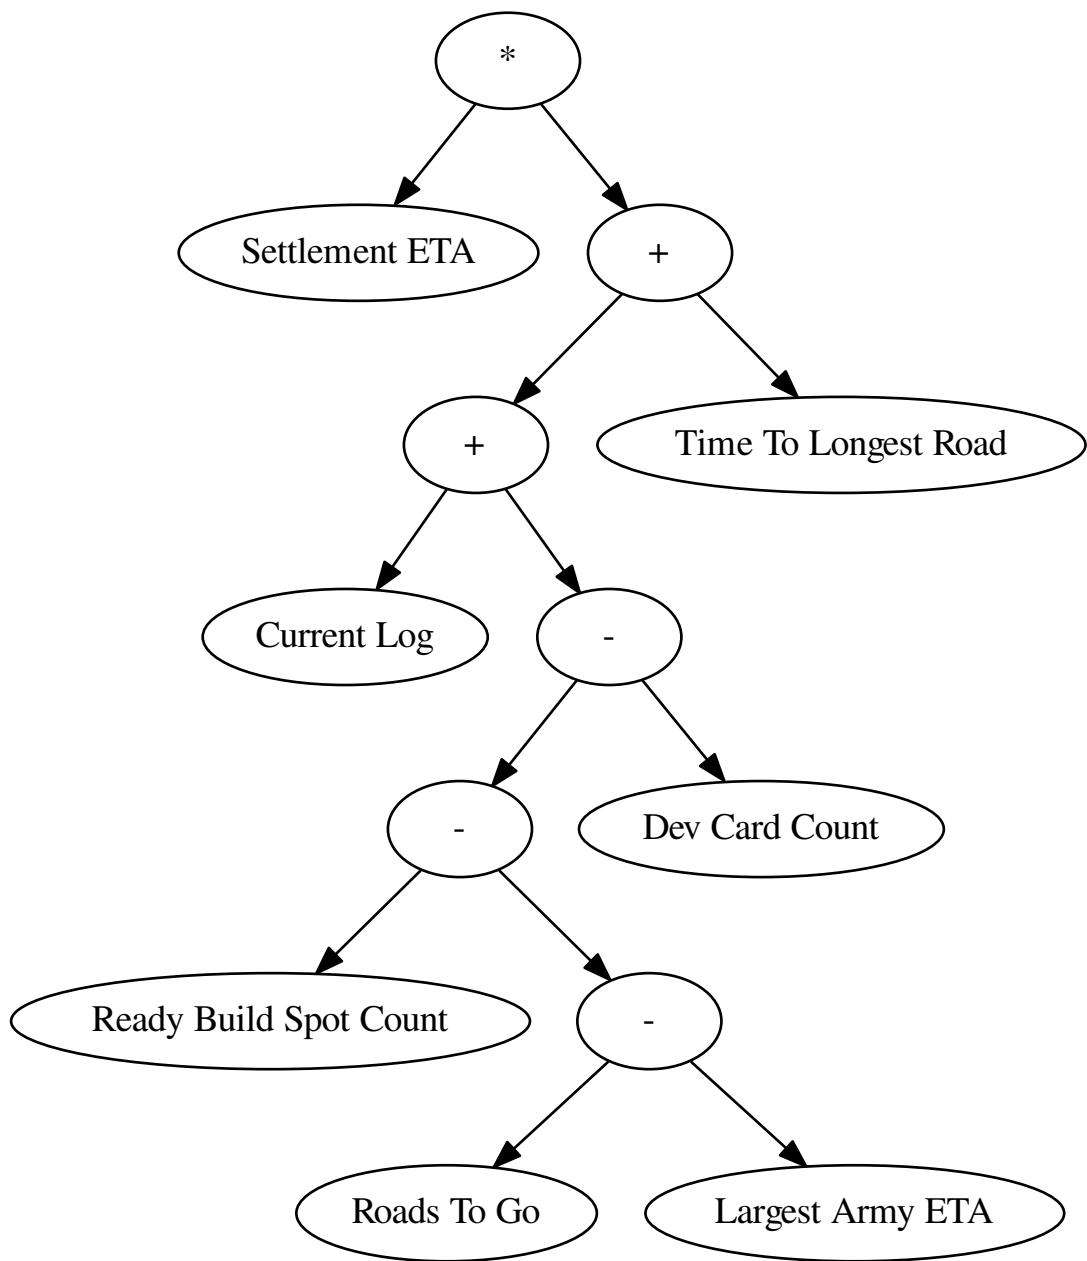 *
Settlement ETA
+
+
Time To Longest Road
Current Log
-
-
Dev Card Count
Ready Build Spot Count
-
Roads To Go
Largest Army ETA